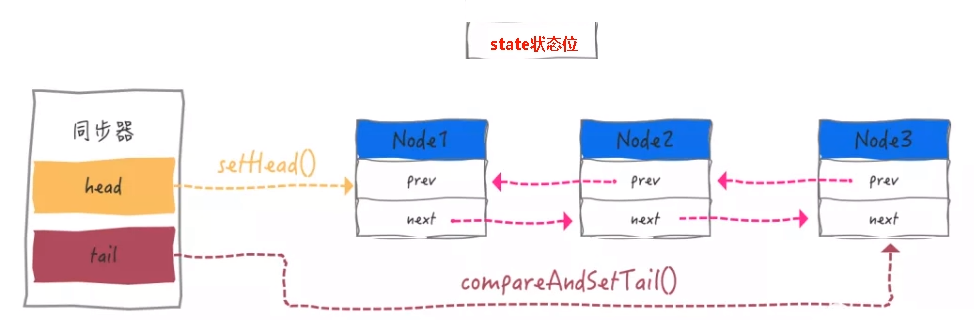 state状态位
同步器
head
tail
setHead()
Node1
prev
next
Node2
prev
next
Node3
prev
next
compareAndSetTail()